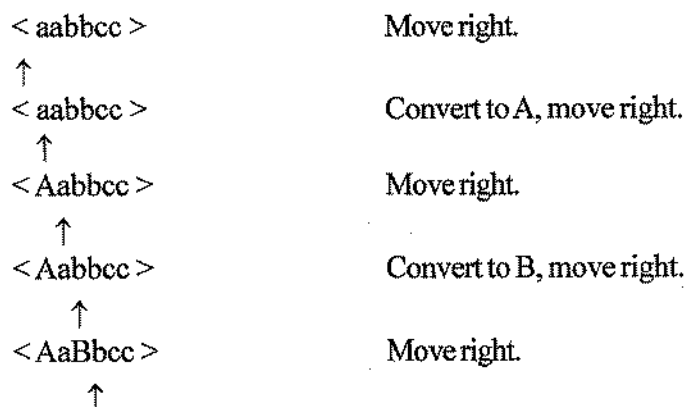 < aabbcc > Move right.
↑
< aabbcc > Convert to A, move right.
↑
< Aabbcc > Move right.
↑
< Aabbcc > Convert to B, move right.
↑
< AaBbcc > Move right.
↑